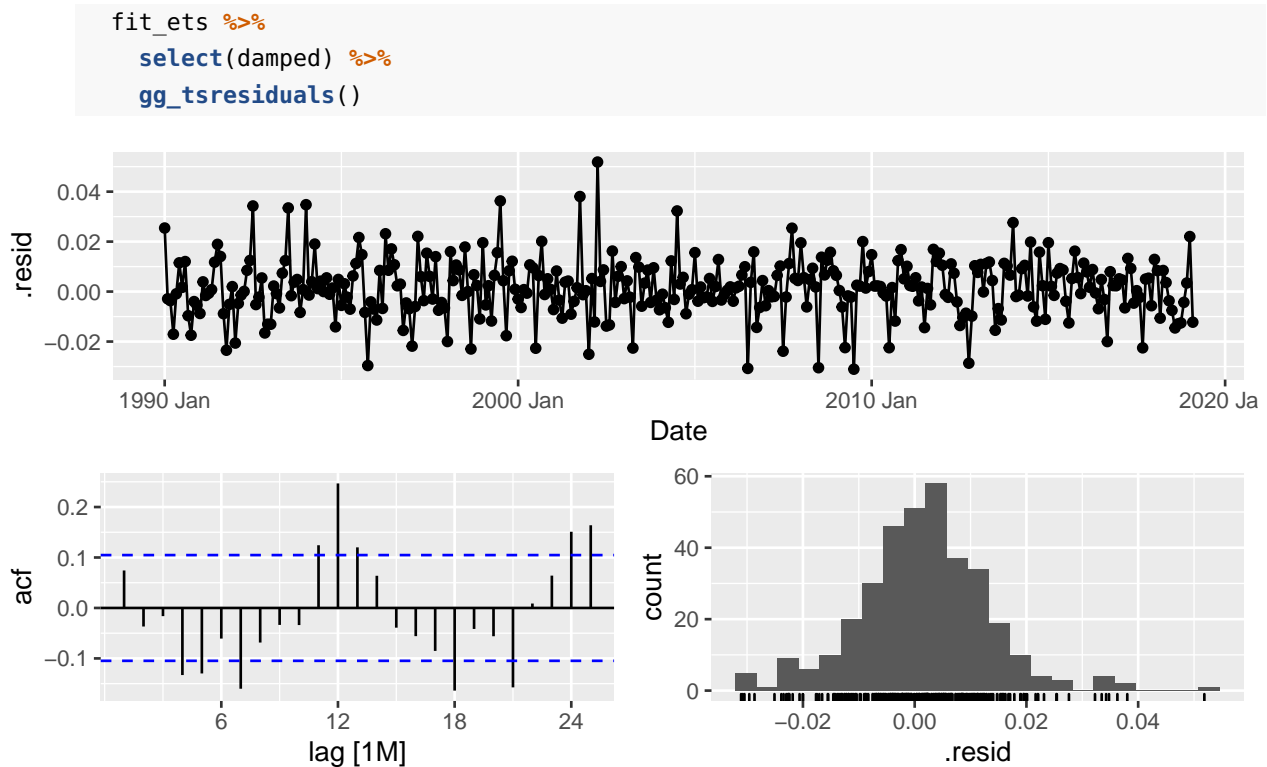 fit_ets %>%
select(damped) %>%
gg_tsresiduals()
0.04
0.02
0.00
−0.02
.resid
1990 Jan
2000 Jan
2010 Jan
2020 Ja
Date
0.2
0.1
0.0
−0.1
acf
6
12
18
24
lag [1M]
60
40
20
0
count
−0.02
0.00
0.02
0.04
.resid